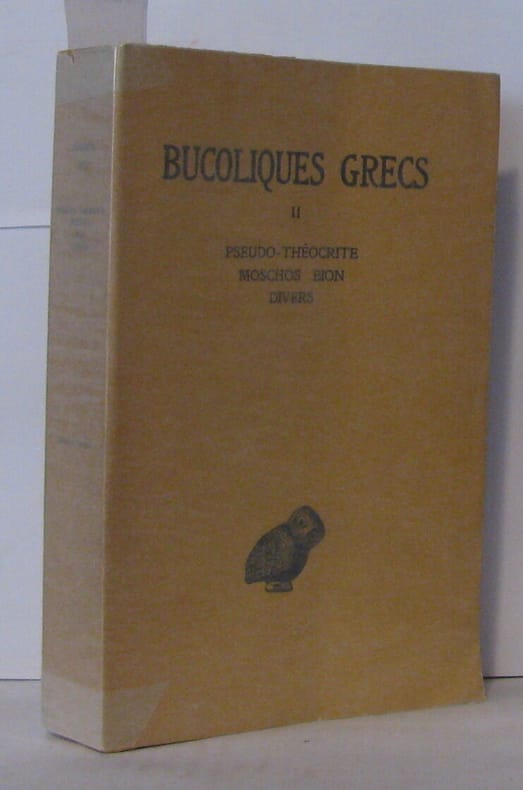 BUCOLIQUES GRECS
II
PSEUDO-THÉOCRITE
MOSCHOS BION
DIVERS